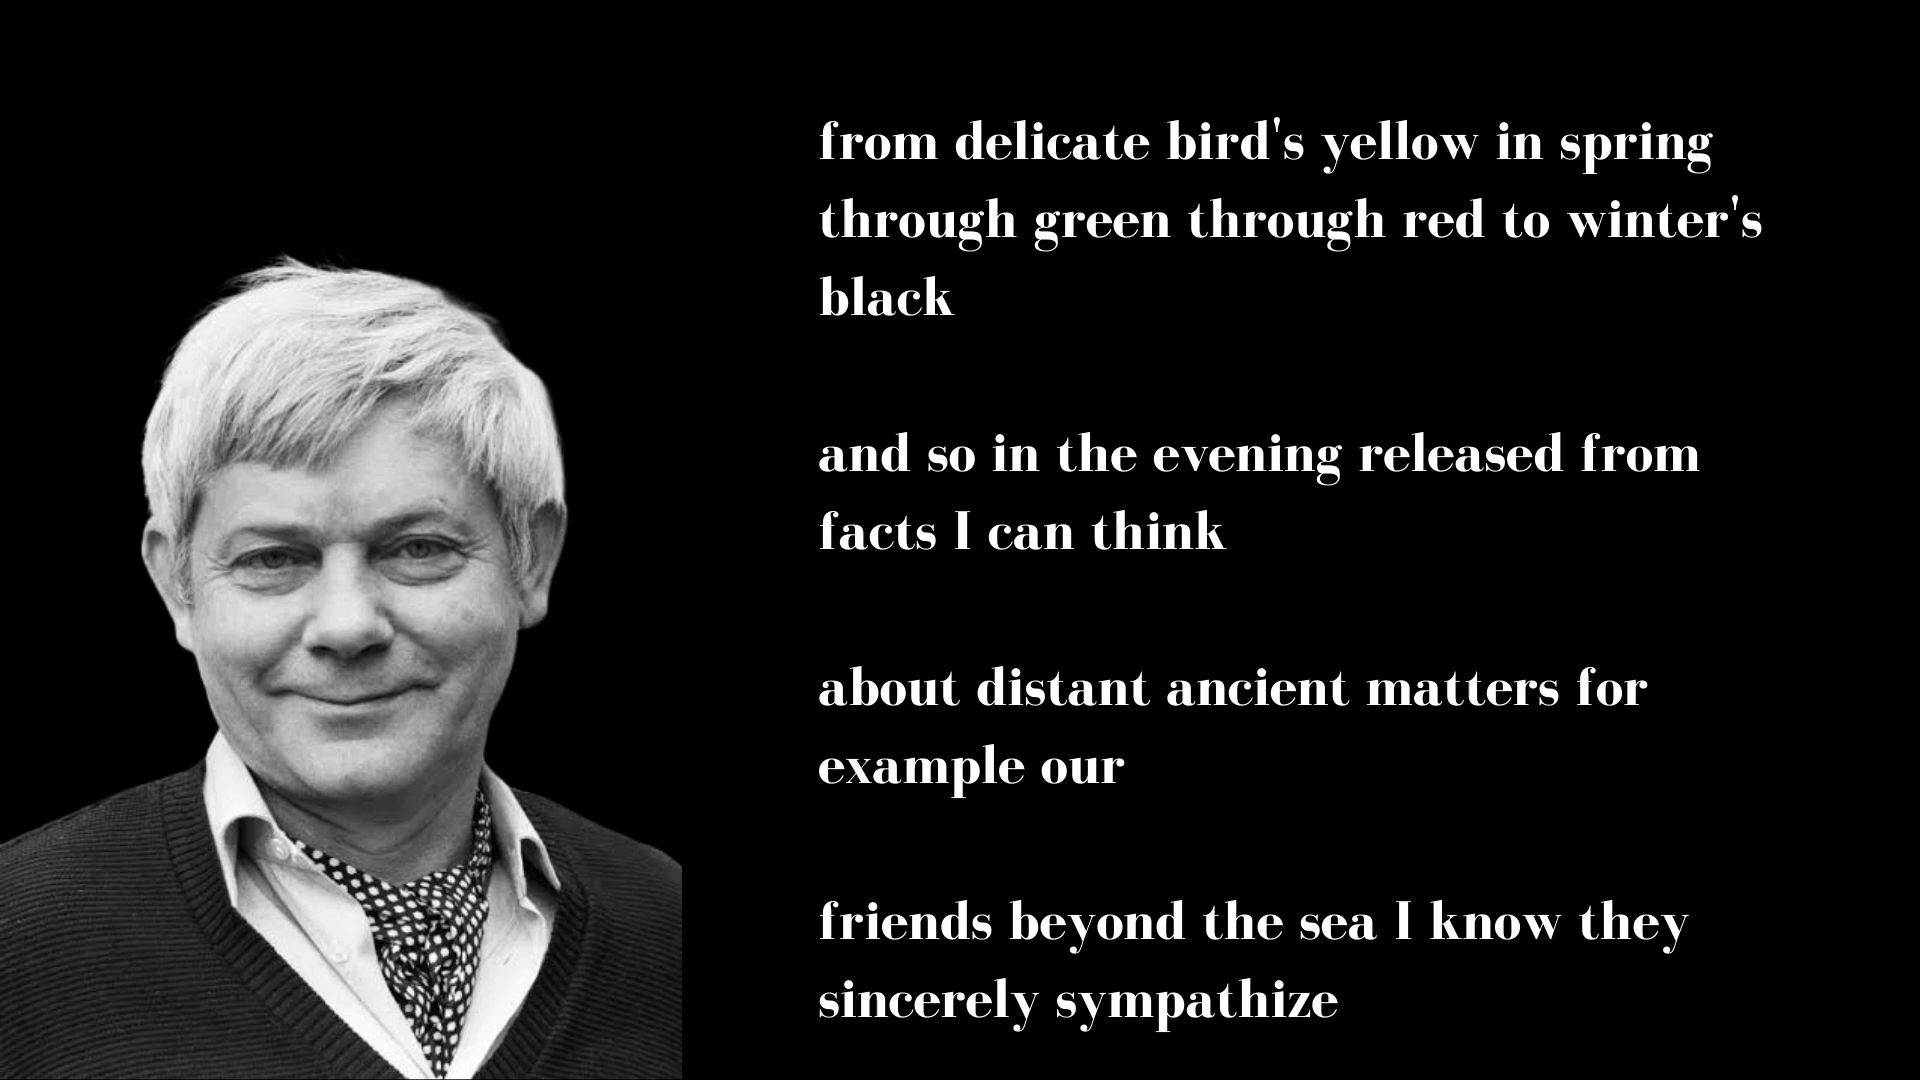 from delicate bird's yellow in spring
through green through red to winter's
black
and so in the evening released from
facts I can think
about distant ancient matters for
example our
friends beyond the sea I know they
sincerely sympathize